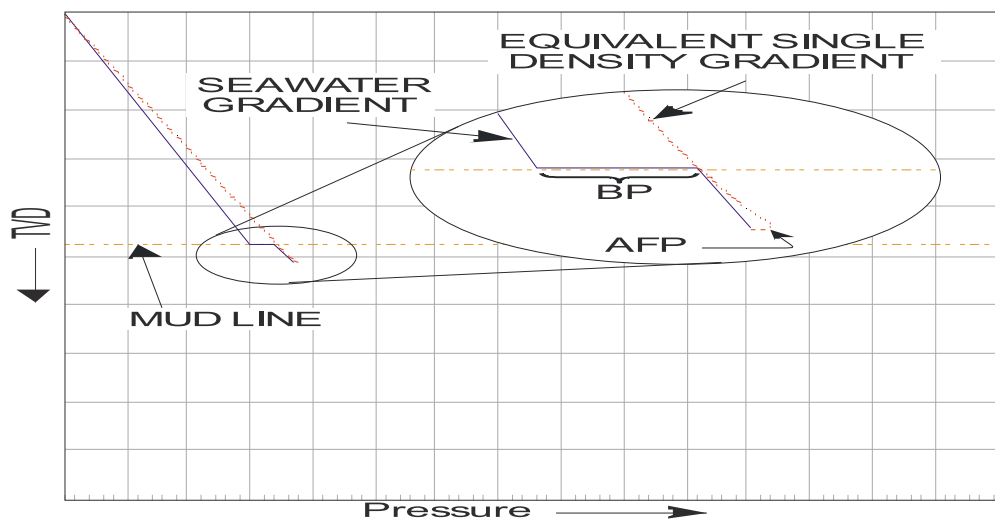 EQUIVALENT SINGLE
DENSITY GRADIENT
SEAWATER
GRADIENT
BP
AFP
TVD
MUD LINE
Pressure